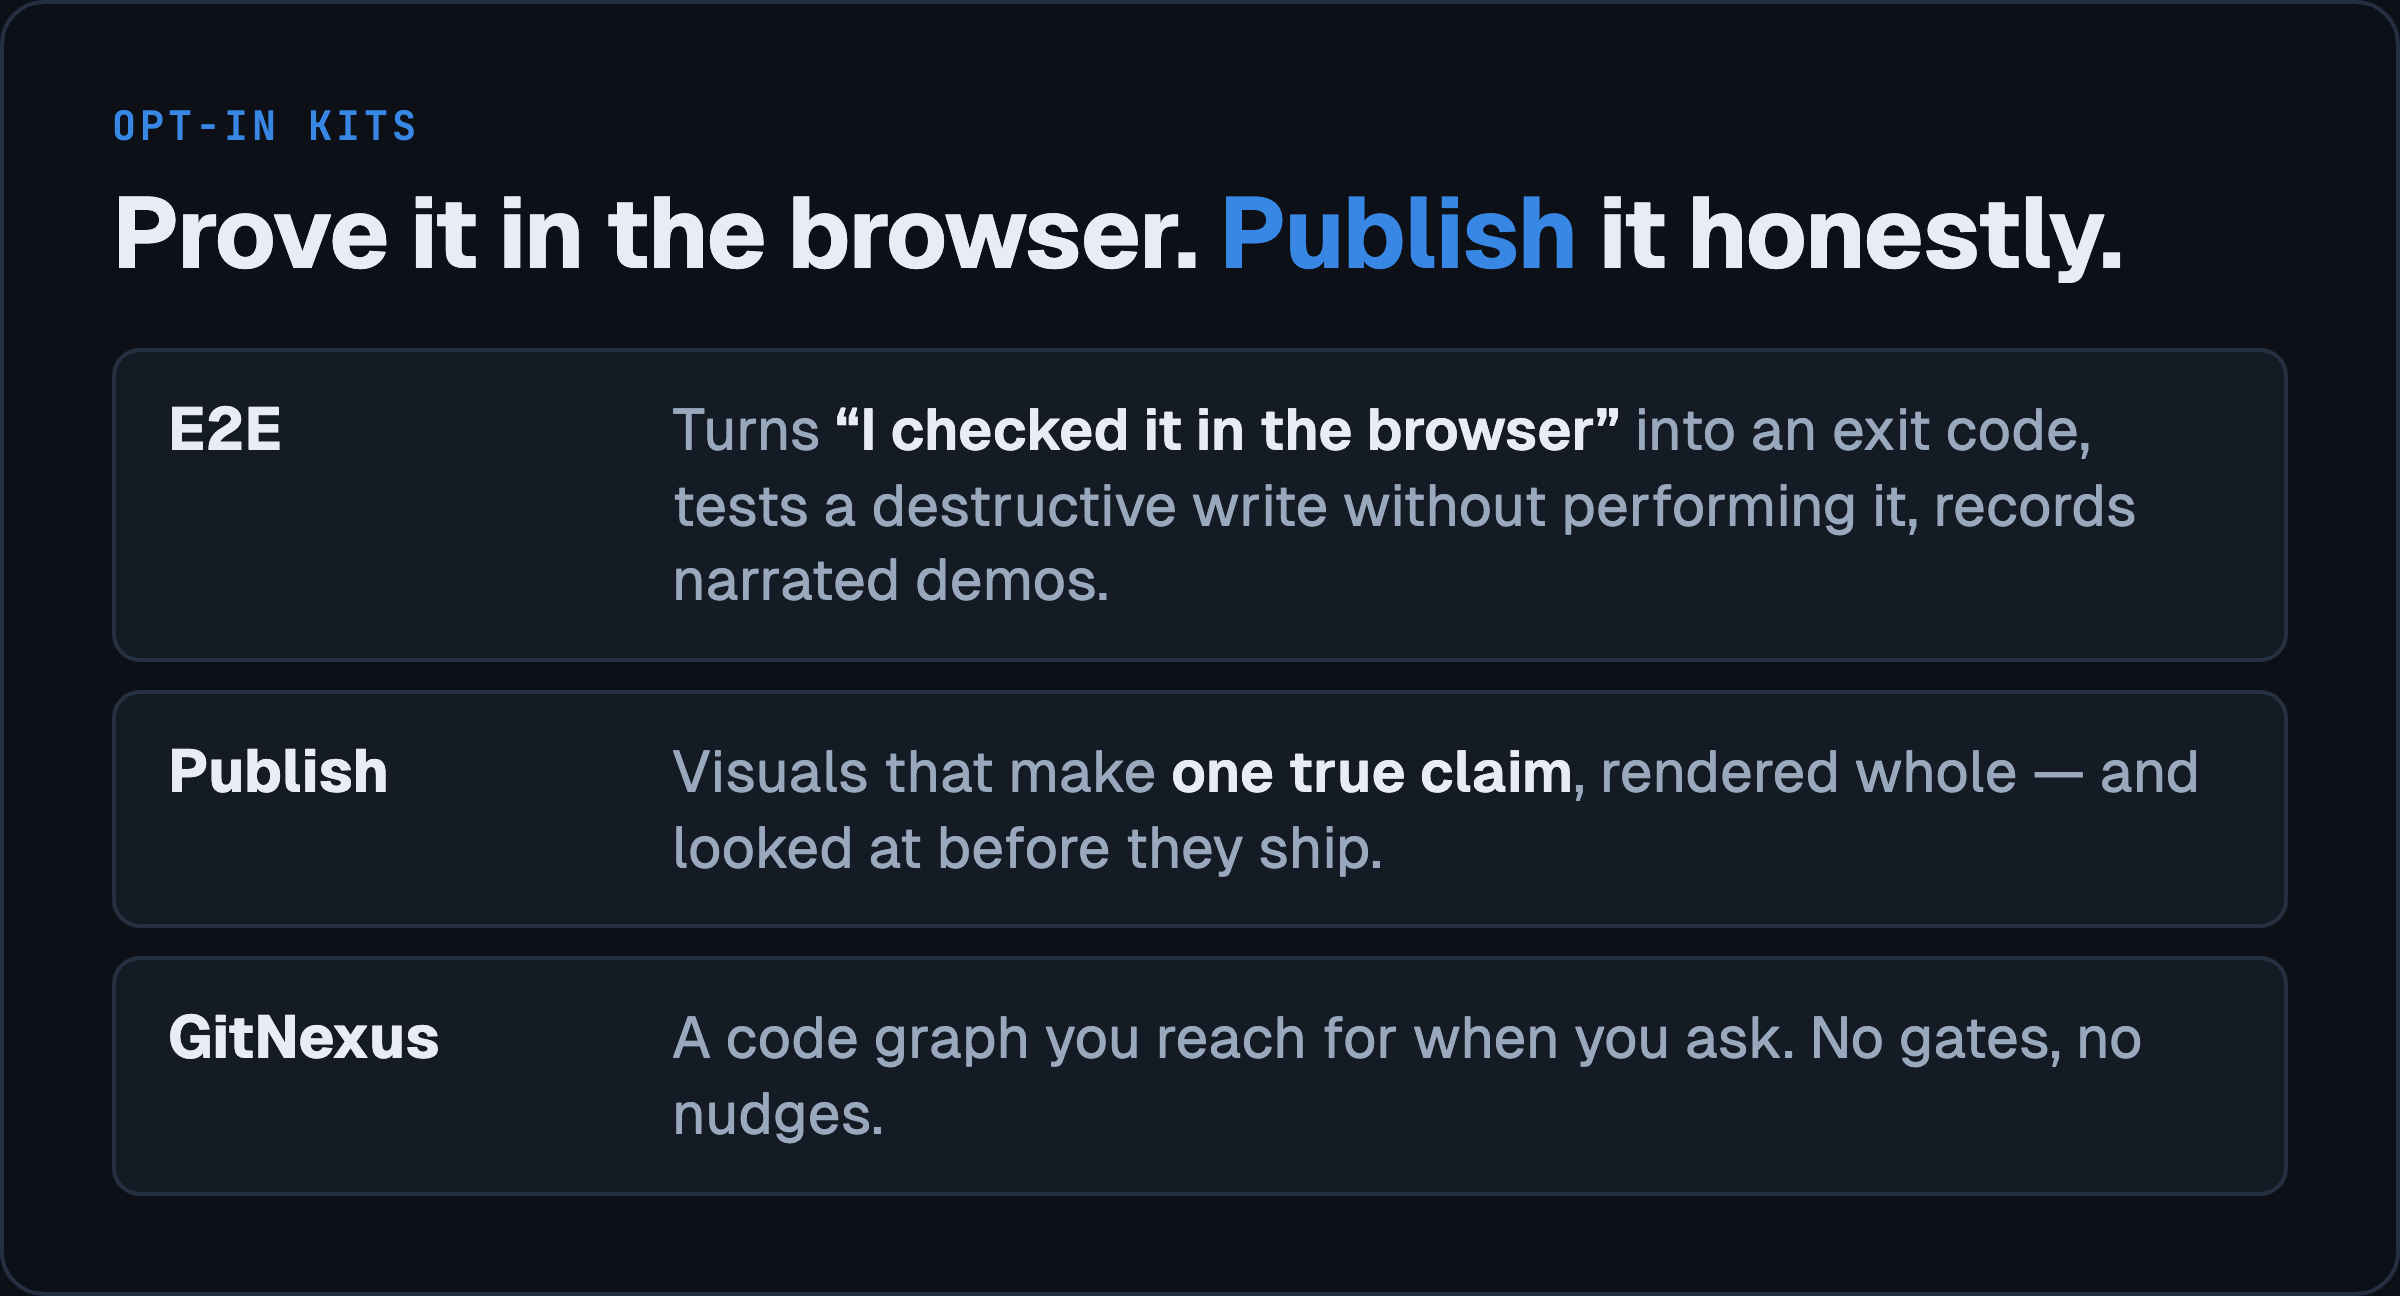 OPT-IN KITS
Prove it in the browser. Publish it honestly.
E2E
Turns “I checked it in the browser” into an exit code,
tests a destructive write without performing it, records
narrated demos.
Publish
Visuals that make one true claim, rendered whole — and
looked at before they ship.
GitNexus
A code graph you reach for when you ask. No gates, no
nudges.